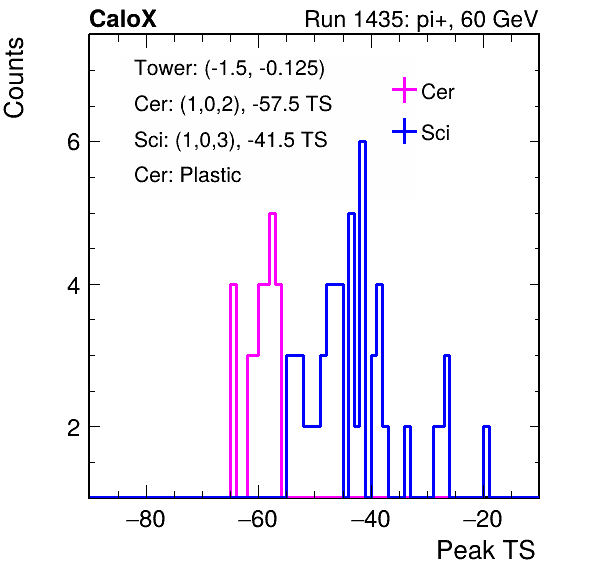 CaloX Run 1435: pi+, 60 GeV
Counts
Tower: (-1.5, -0.125)
Cer: (1,0,2), -57.5 TS
Sci: (1,0,3), -41.5 TS
Cer: Plastic
Cer
Sci
6
4
2
−80 −60 −40 −20
Peak TS